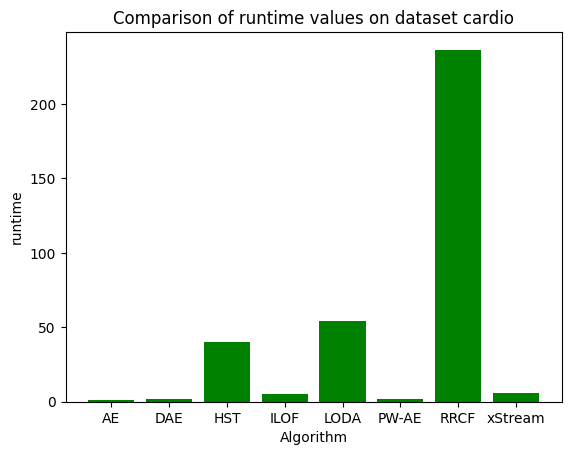 Comparison of runtime values on dataset cardio
200
150
100
50
0
runtime
AE DAE HST ILOF LODA PW-AE RRCF xStream
Algorithm